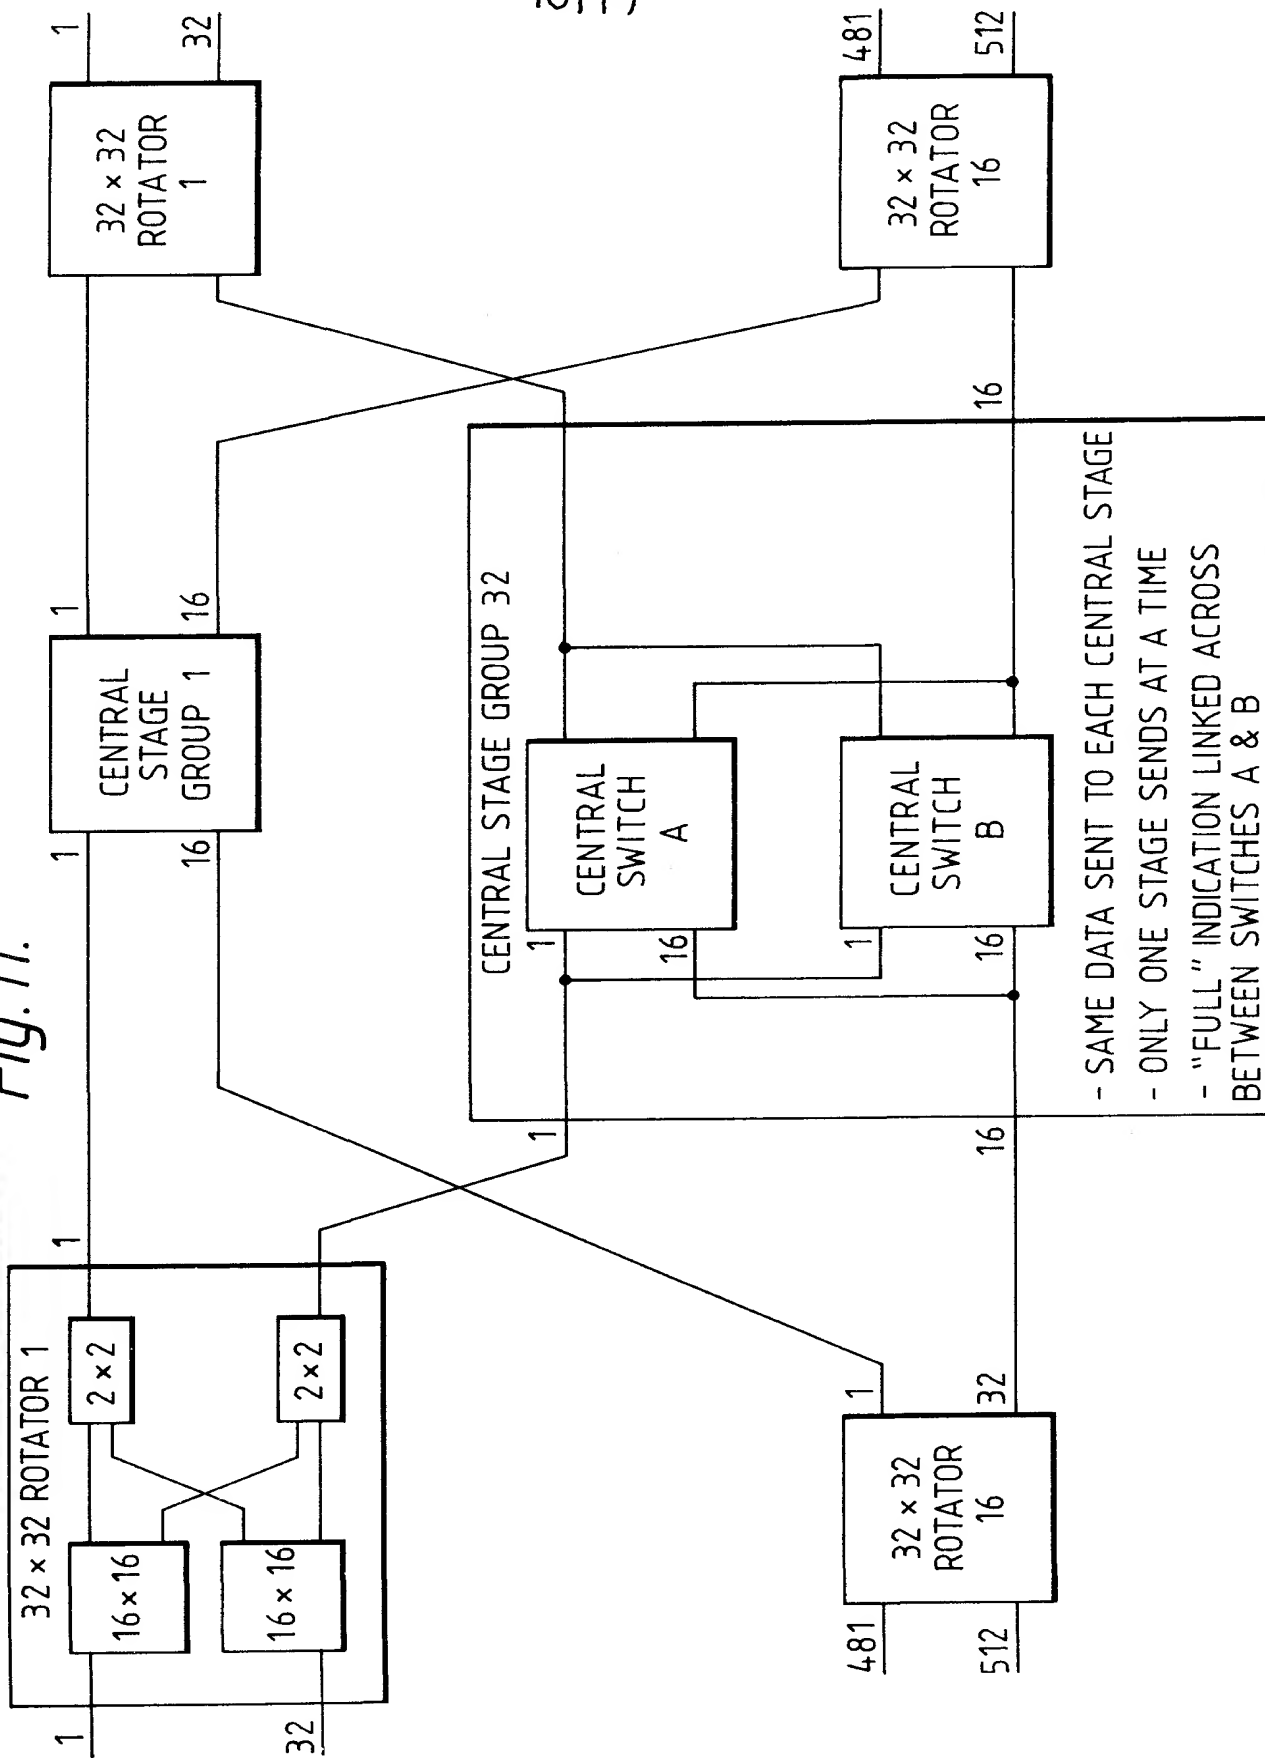 Fig. 11.
32 × 32 ROTATOR 1
1
16×16
2×2
1
32
16×16
2×2
1
CENTRAL
STAGE
GROUP 1
1
16
16
32 × 32
ROTATOR
1
1
32
CENTRAL STAGE GROUP 32
1
1
CENTRAL
SWITCH
A
16
1
CENTRAL
SWITCH
B
16
16
16
481
512
32 × 32
ROTATOR
16
1
32
32 × 32
ROTATOR
16
481
512
- SAME DATA SENT TO EACH CENTRAL STAGE
- ONLY ONE STAGE SENDS AT A TIME
- "FULL" INDICATION LINKED ACROSS
BETWEEN SWITCHES A & B